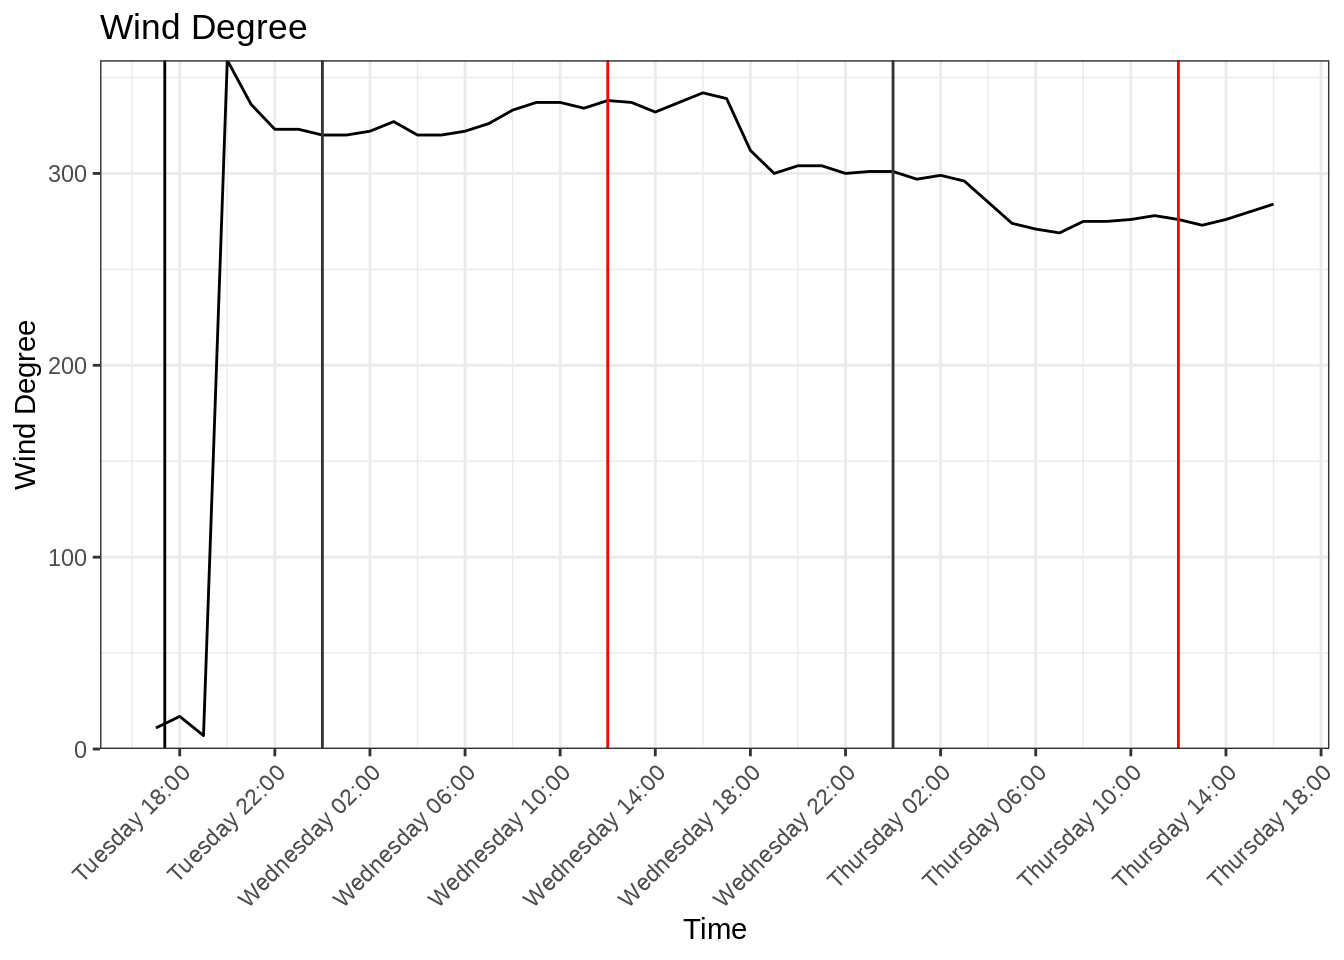 Wind Degree
Wind Degree
300
200
100
0
Tuesday 18:00
Tuesday 22:00
Wednesday 02:00
Wednesday 06:00
Wednesday 10:00
Wednesday 14:00
Wednesday 18:00
Wednesday 22:00
Thursday 02:00
Thursday 06:00
Thursday 10:00
Thursday 14:00
Thursday 18:00
Time